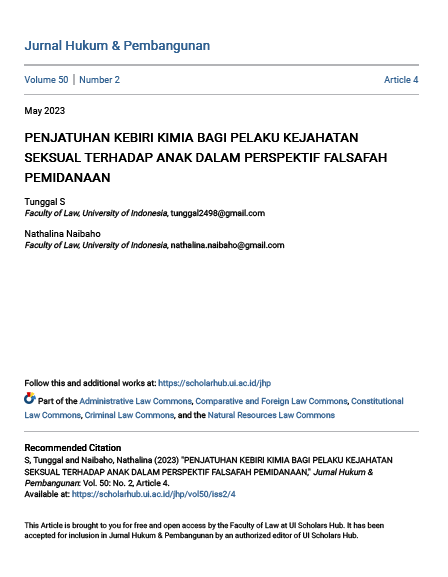 Jurnal Hukum & Pembangunan
Volume 50 | Number 2 Article 4
May 2023
PENJATUHAN KEBIRI KIMIA BAGI PELAKU KEJAHATAN
SEKSUAL TERHADAP ANAK DALAM PERSPEKTIF FALSAFAH
PEMIDANAAN
Tunggal S
Faculty of Law, University of Indonesia, tunggal2498@gmail.com
Nathalina Naibaho
Faculty of Law, University of Indonesia, nathalina.naibaho@gmail.com
Follow this and additional works at: https://scholarhub.ui.ac.id/jhp
Part of the Administrative Law Commons, Comparative and Foreign Law Commons, Constitutional
Law Commons, Criminal Law Commons, and the Natural Resources Law Commons
Recommended Citation
S, Tunggal and Naibaho, Nathalina (2023) "PENJATUHAN KEBIRI KIMIA BAGI PELAKU KEJAHATAN
SEKSUAL TERHADAP ANAK DALAM PERSPEKTIF FALSAFAH PEMIDANAAN," Jurnal Hukum &
Pembangunan: Vol. 50: No. 2, Article 4.
Available at: https://scholarhub.ui.ac.id/jhp/vol50/iss2/4
This Article is brought to you for free and open access by the Faculty of Law at UI Scholars Hub. It has been
accepted for inclusion in Jurnal Hukum & Pembangunan by an authorized editor of UI Scholars Hub.